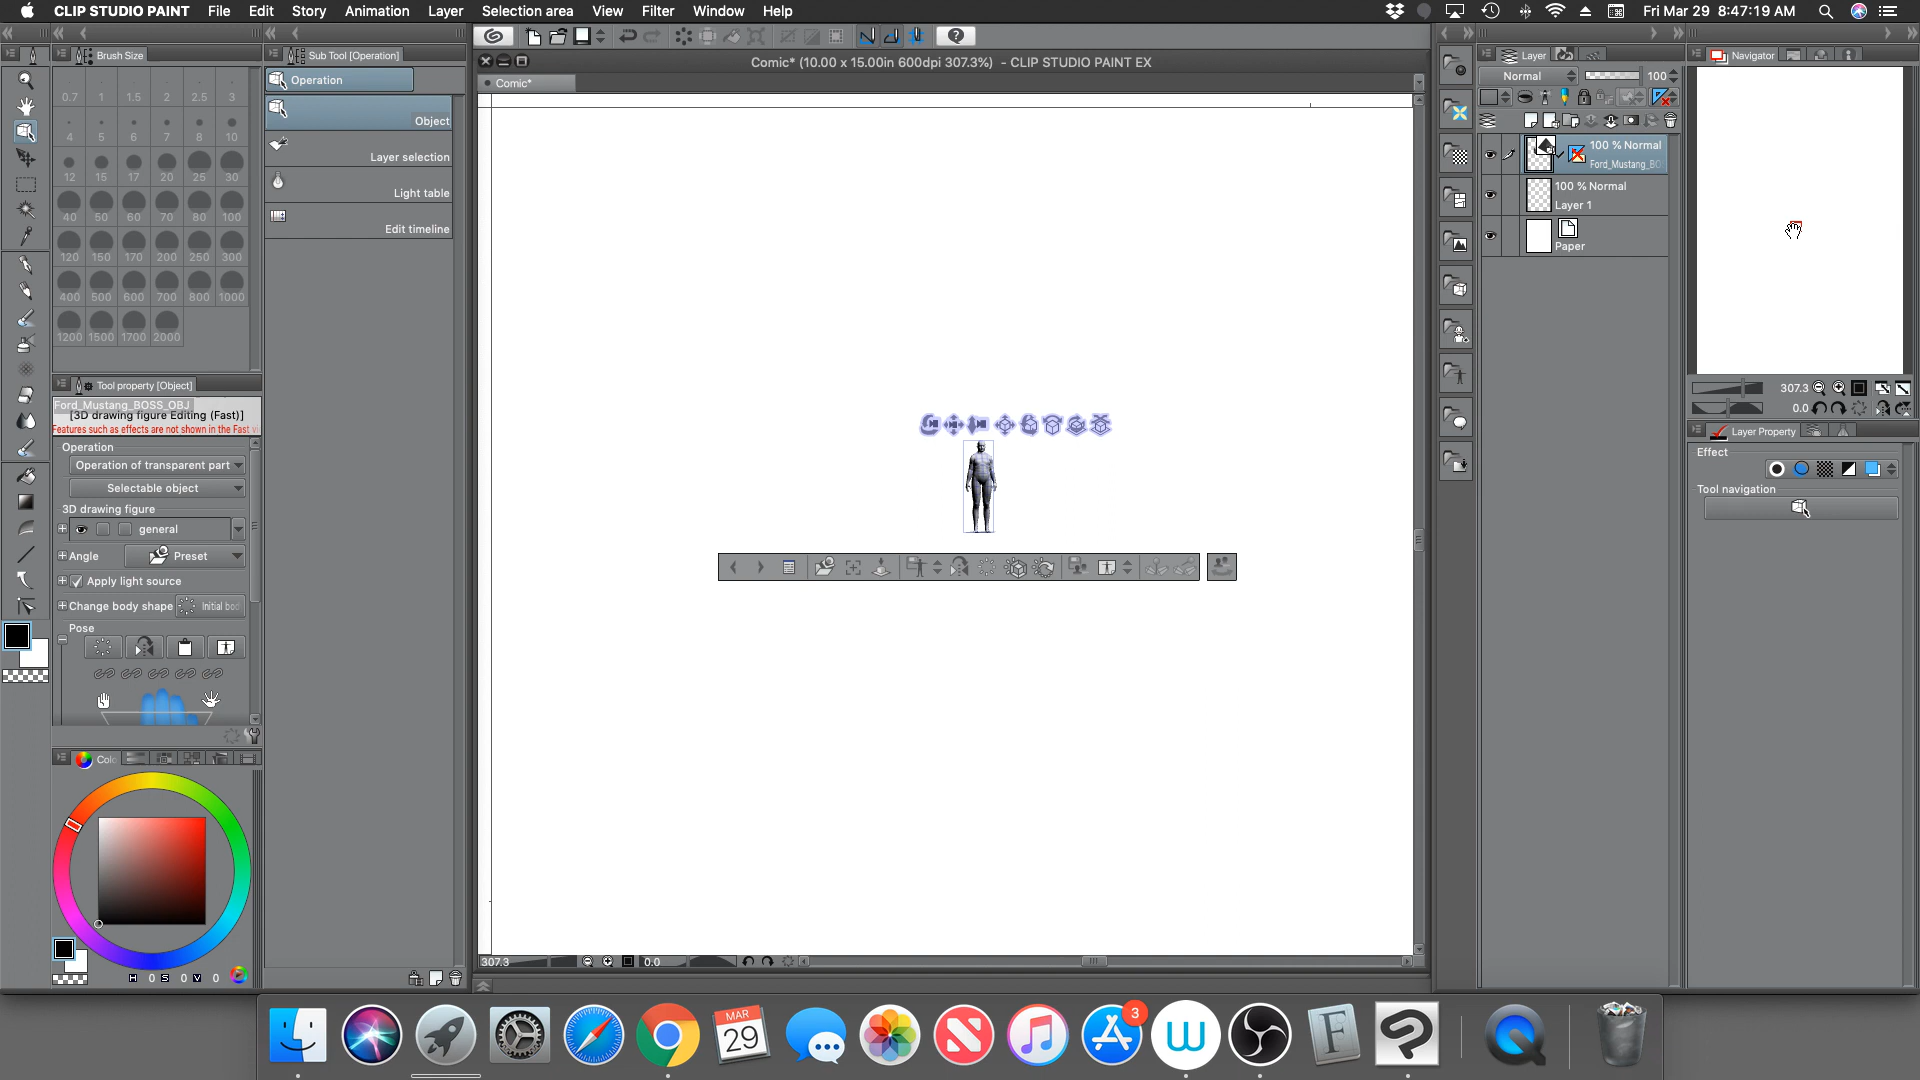 CLIP STUDIO PAINT File Edit Story Animation Layer Selection area View Filter Window Help
Fri Mar 29 8:47:19 AM
Brush Size
Sub Tool [Operation]
Operation
Object
Layer selection
Light table
Edit timeline
0.7 1 1.5 2 2.5 3
4 5 6 7 8 10
12 15 17 20 25 30
40 50 60 70 80 100
120 150 170 200 250 300
400 500 600 700 800 1000
1200 1500 1700 2000
Tool property [Object]
Ford_Mustang_BOSS_OBJ
[3D drawing figure Editing (Fast)]
Features such as effects are not shown in the Fast vi
Operation
Operation of transparent part
Selectable object
3D drawing figure
general
Angle
Preset
Apply light source
Change body shape
Initial bod
Pose
Colo
H 0 S 0 V 0
Comic* (10.00 x 15.00in 600dpi 307.3%) - CLIP STUDIO PAINT EX
Comic*
307.3
0.0
Layer
Normal
100
100 % Normal
Ford_Mustang_BO
100 % Normal
Layer 1
Paper
Navigator
307.3
0.0
Layer Property
Effect
Tool navigation
MAR
29
3